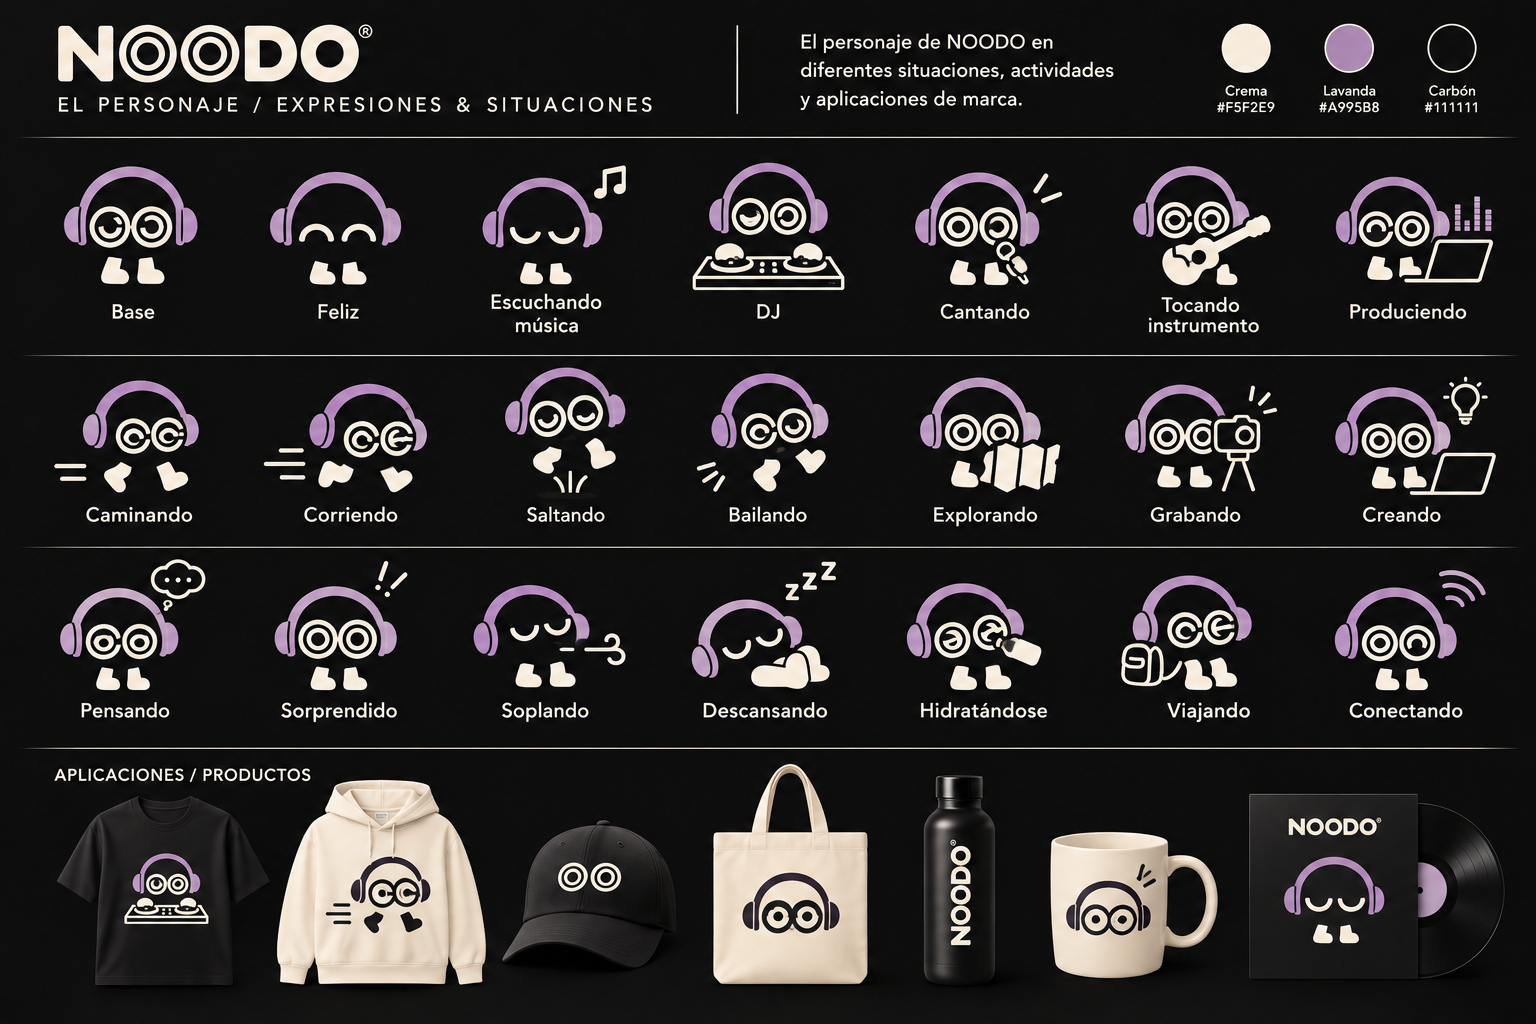 NOODO®
EL PERSONAJE / EXPRESIONES & SITUACIONES
El personaje de NOODO en
diferentes situaciones, actividades
y aplicaciones de marca.
Crema
#F5F2E9
Lavanda
#A995B8
Carbón
#111111
Base
Feliz
Escuchando
música
DJ
Cantando
Tocando
instrumento
Produciendo
Caminando
Corriendo
Saltando
Bailando
Explorando
Grabando
Creando
!!
z z z
Pensando
Sorprendido
Soplando
Descansando
Hidratándose
Viajando
Conectando
APLICACIONES / PRODUCTOS
NOODO®
NOODO®